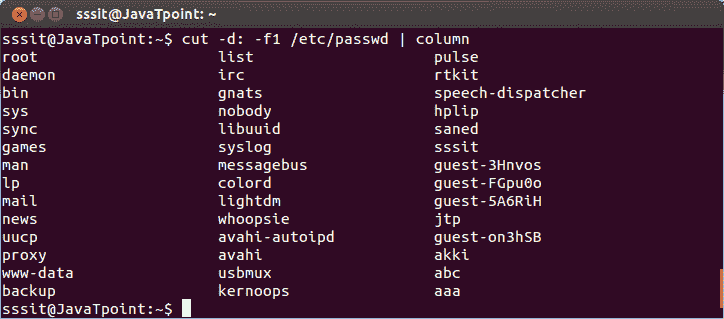 sssit@JavaTpoint: ~
sssit@JavaTpoint:~$ cut -d: -f1 /etc/passwd | column
root list pulse
daemon irc rtkit
bin gnats speech-dispatcher
sys nobody hplip
sync libuuid saned
games syslog sssit
man messagebus guest-3Hnvos
lp colord guest-FGpu0o
mail lightdm guest-5A6RiH
news whoopsie jtp
uucp avahi-autoipd guest-on3hSB
proxy avahi akki
www-data usbmux abc
backup kernoops aaa
sssit@JavaTpoint:~$